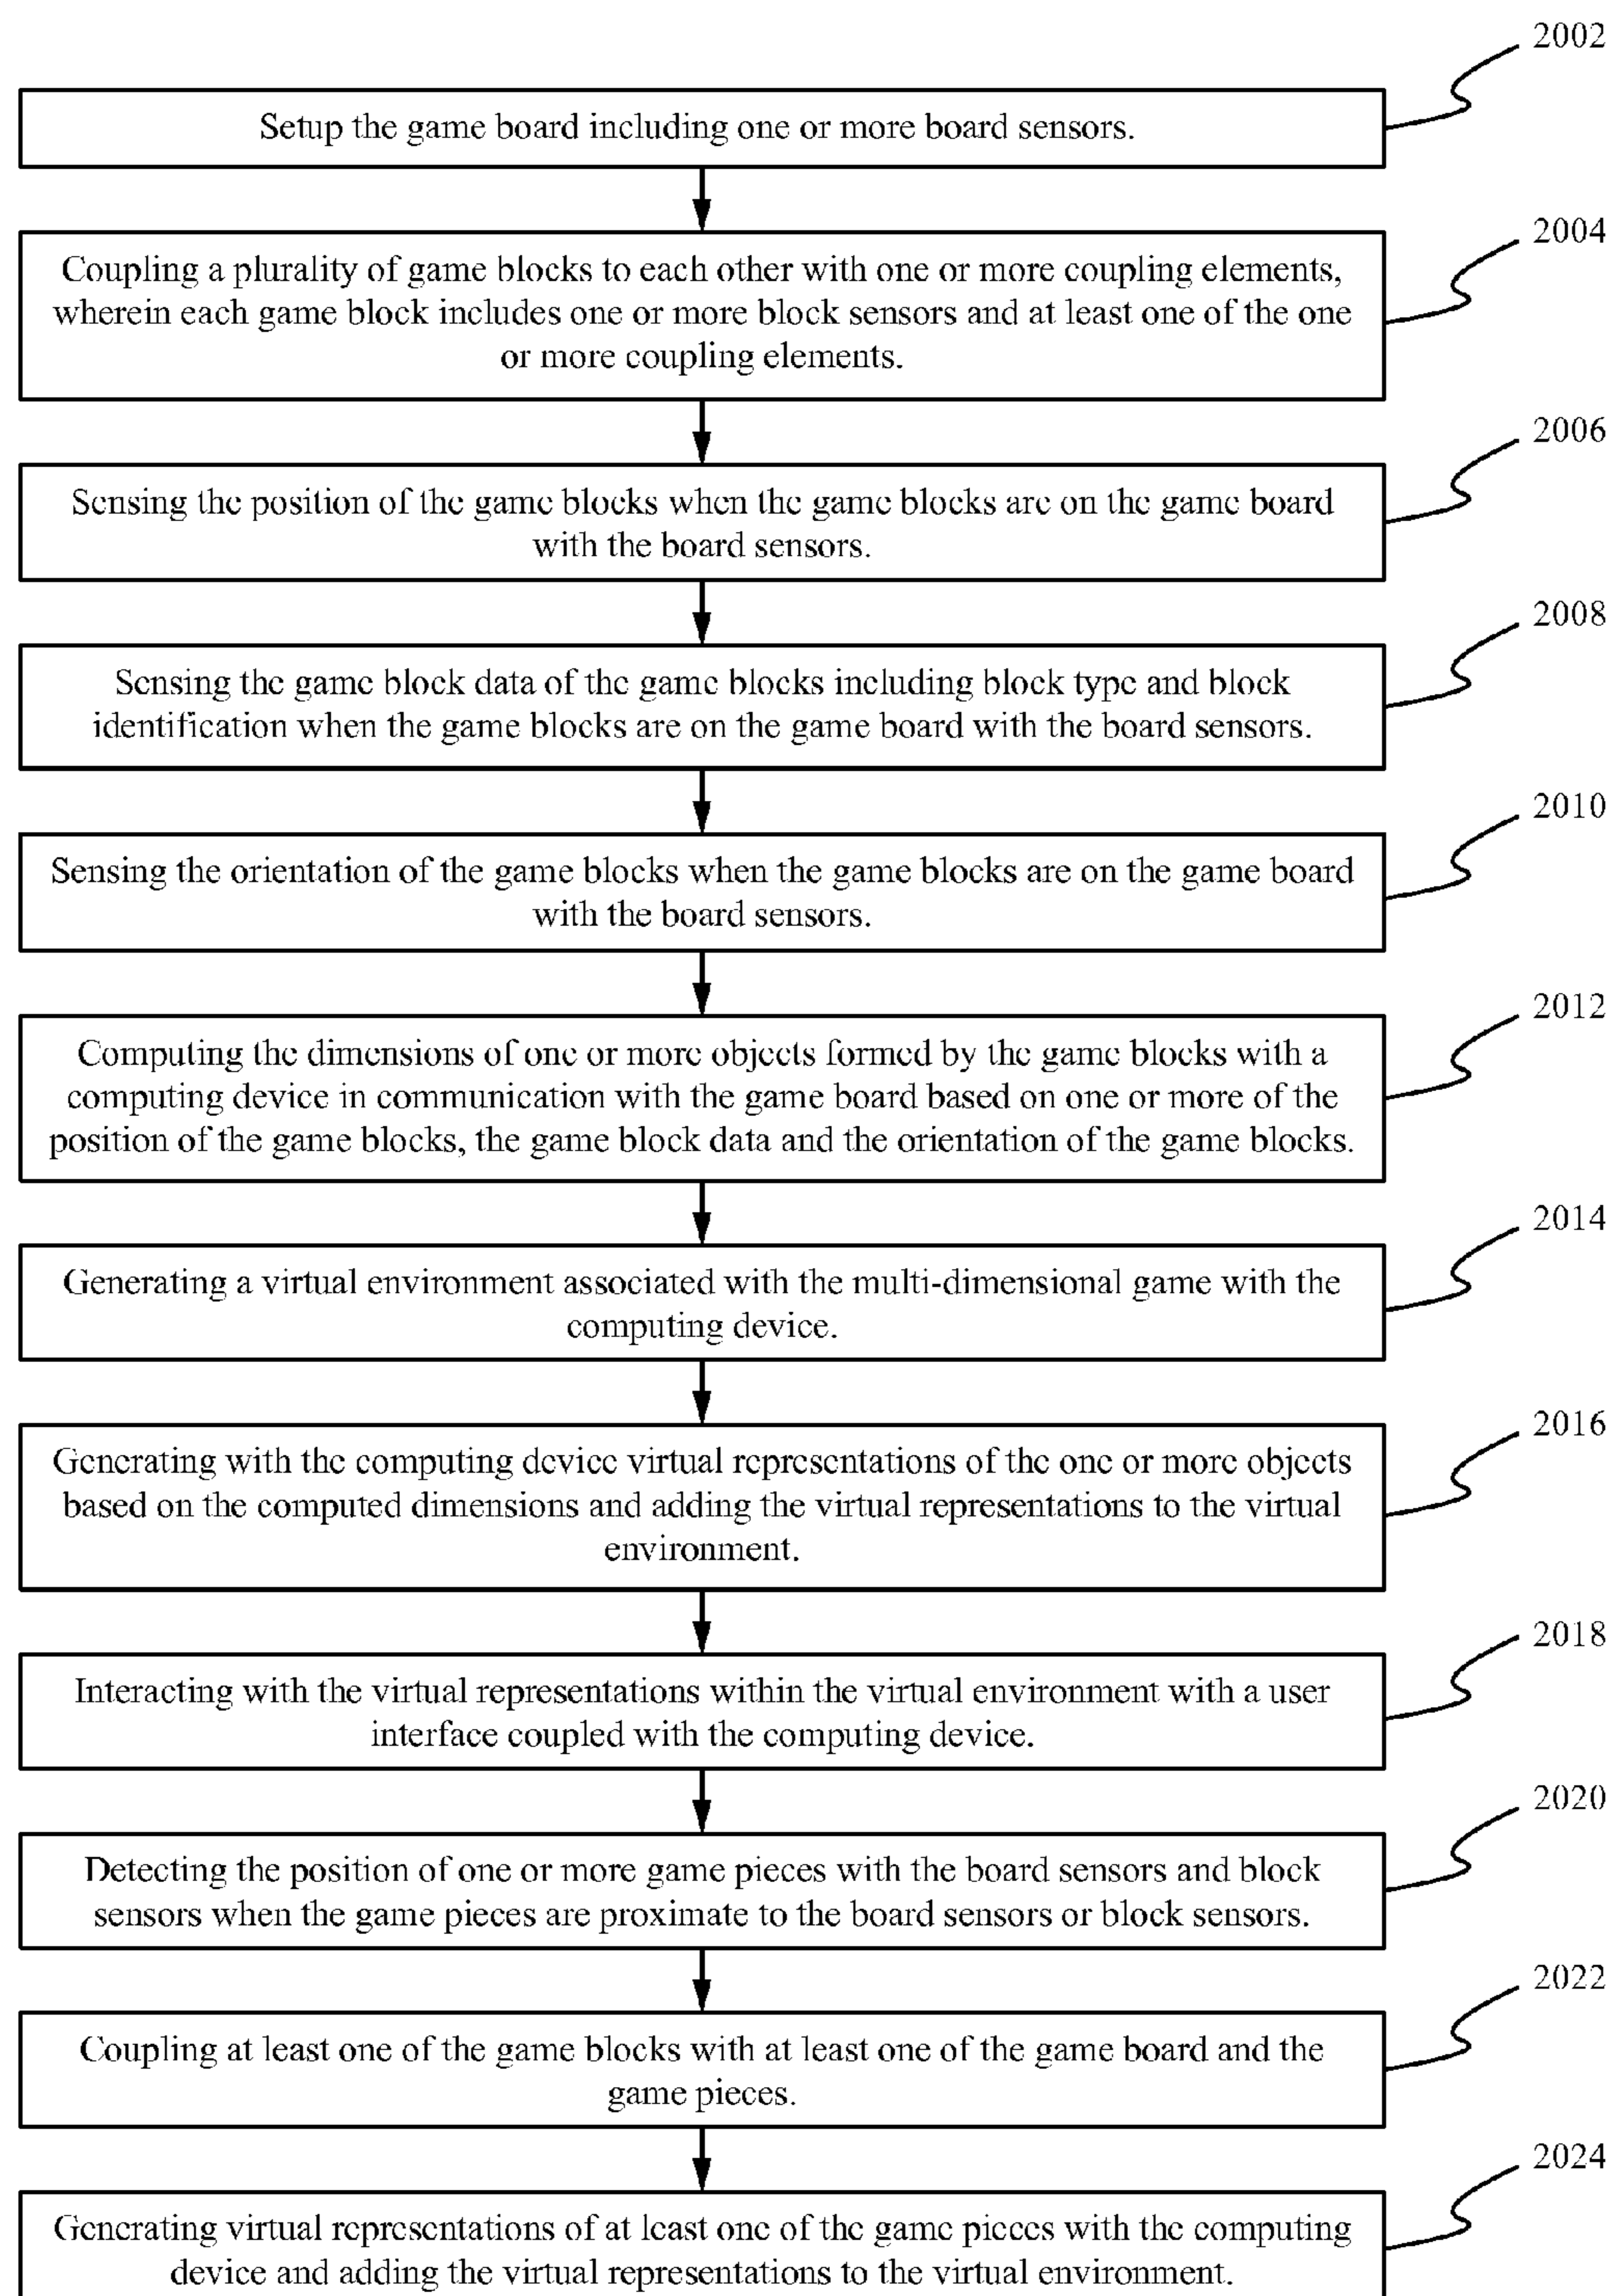 2002
Setup the game board including one or more board sensors.
2004
Coupling a plurality of game blocks to each other with one or more coupling elements,
wherein each game block includes one or more block sensors and at least one of the one
or more coupling elements.
2006
Sensing the position of the game blocks when the game blocks are on the game board
with the board sensors.
2008
Sensing the game block data of the game blocks including block type and block
identification when the game blocks are on the game board with the board sensors.
2010
Sensing the orientation of the game blocks when the game blocks are on the game board
with the board sensors.
2012
Computing the dimensions of one or more objects formed by the game blocks with a
computing device in communication with the game board based on one or more of the
position of the game blocks, the game block data and the orientation of the game blocks.
2014
Generating a virtual environment associated with the multi-dimensional game with the
computing device.
2016
Generating with the computing device virtual representations of the one or more objects
based on the computed dimensions and adding the virtual representations to the virtual
environment.
2018
Interacting with the virtual representations within the virtual environment with a user
interface coupled with the computing device.
2020
Detecting the position of one or more game pieces with the board sensors and block
sensors when the game pieces are proximate to the board sensors or block sensors.
2022
Coupling at least one of the game blocks with at least one of the game board and the
game pieces.
2024
Generating virtual representations of at least one of the game pieces with the computing
device and adding the virtual representations to the virtual environment.